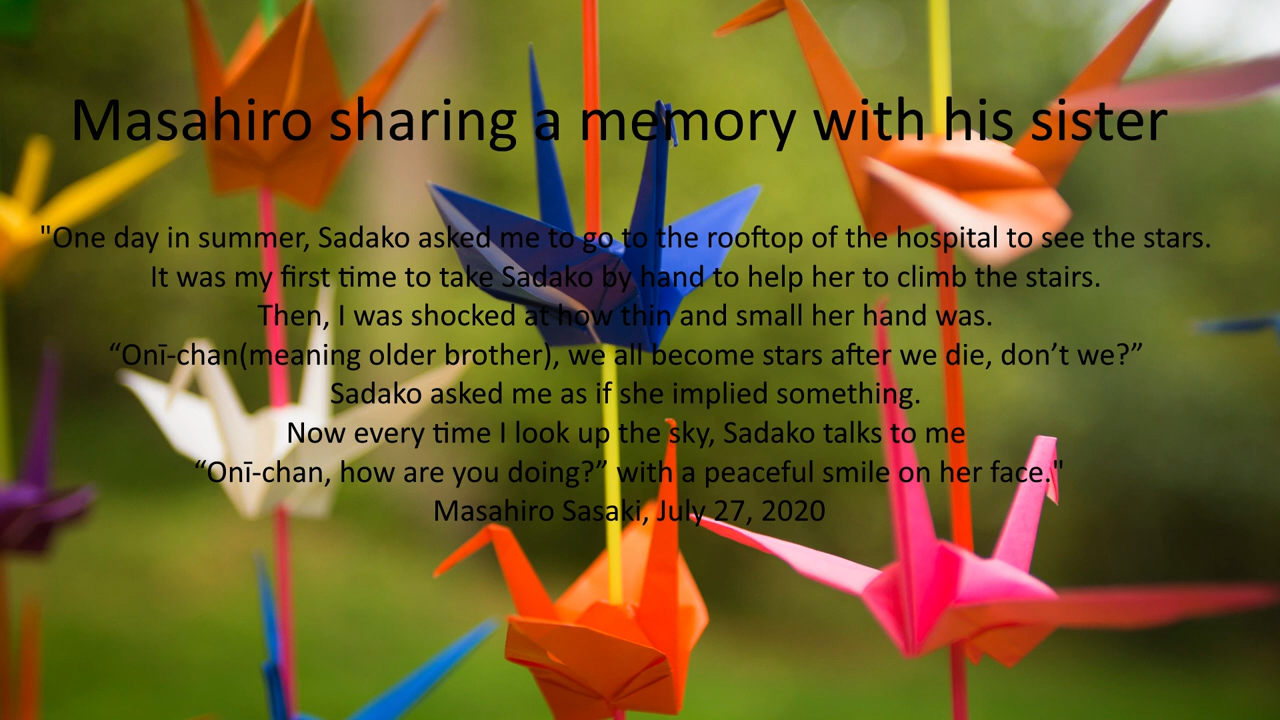 Masahiro sharing a memory with his sister
"One day in summer, Sadako asked me to go to the rooftop of the hospital to see the stars.
It was my first time to take Sadako by hand to help her to climb the stairs.
Then, I was shocked at how thin and small her hand was.
“Onī-chan(meaning older brother), we all become stars after we die, don’t we?”
Sadako asked me as if she implied something.
Now every time I look up the sky, Sadako talks to me
“Onī-chan, how are you doing?” with a peaceful smile on her face."
Masahiro Sasaki, July 27, 2020